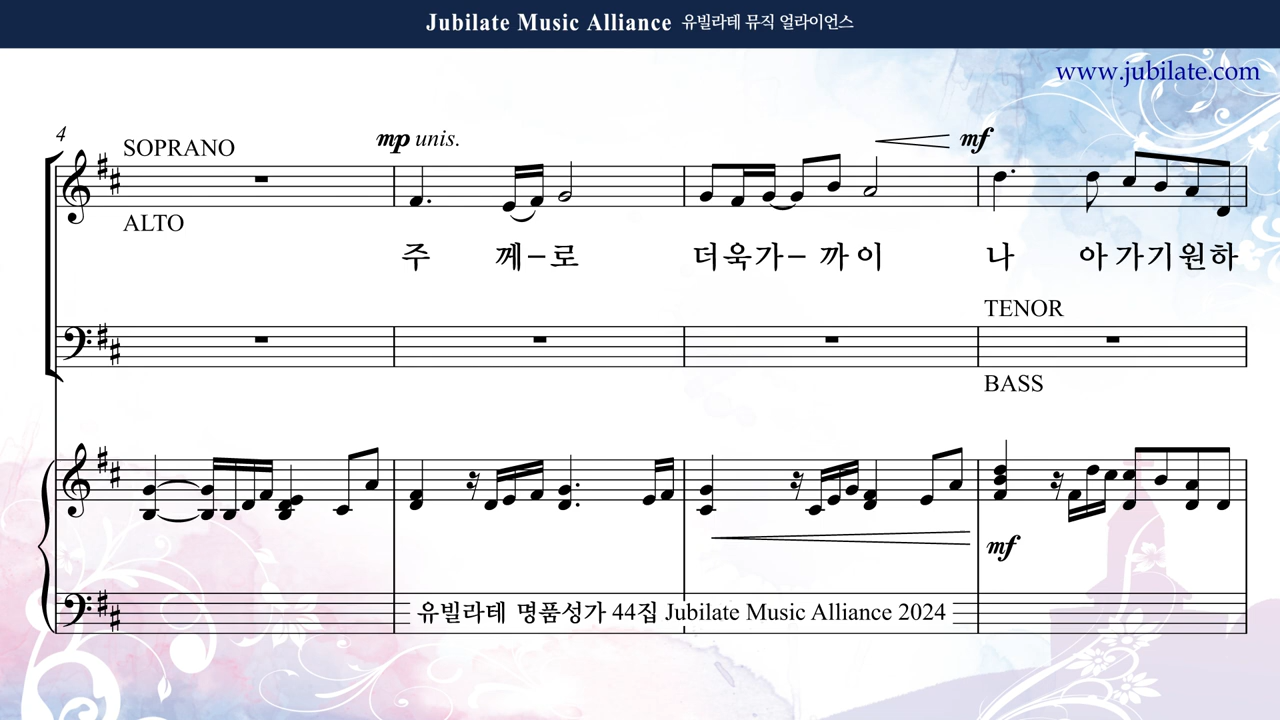 Jubilate Music Alliance 유빌라테 뮤직 얼라이언스
www.jubilate.com
4
SOPRANO
mp unis.
mf
ALTO
주 께–로 더욱가– 까이 나 아가기원하
TENOR
BASS
mf
유빌라테 명품성가 44집 Jubilate Music Alliance 2024